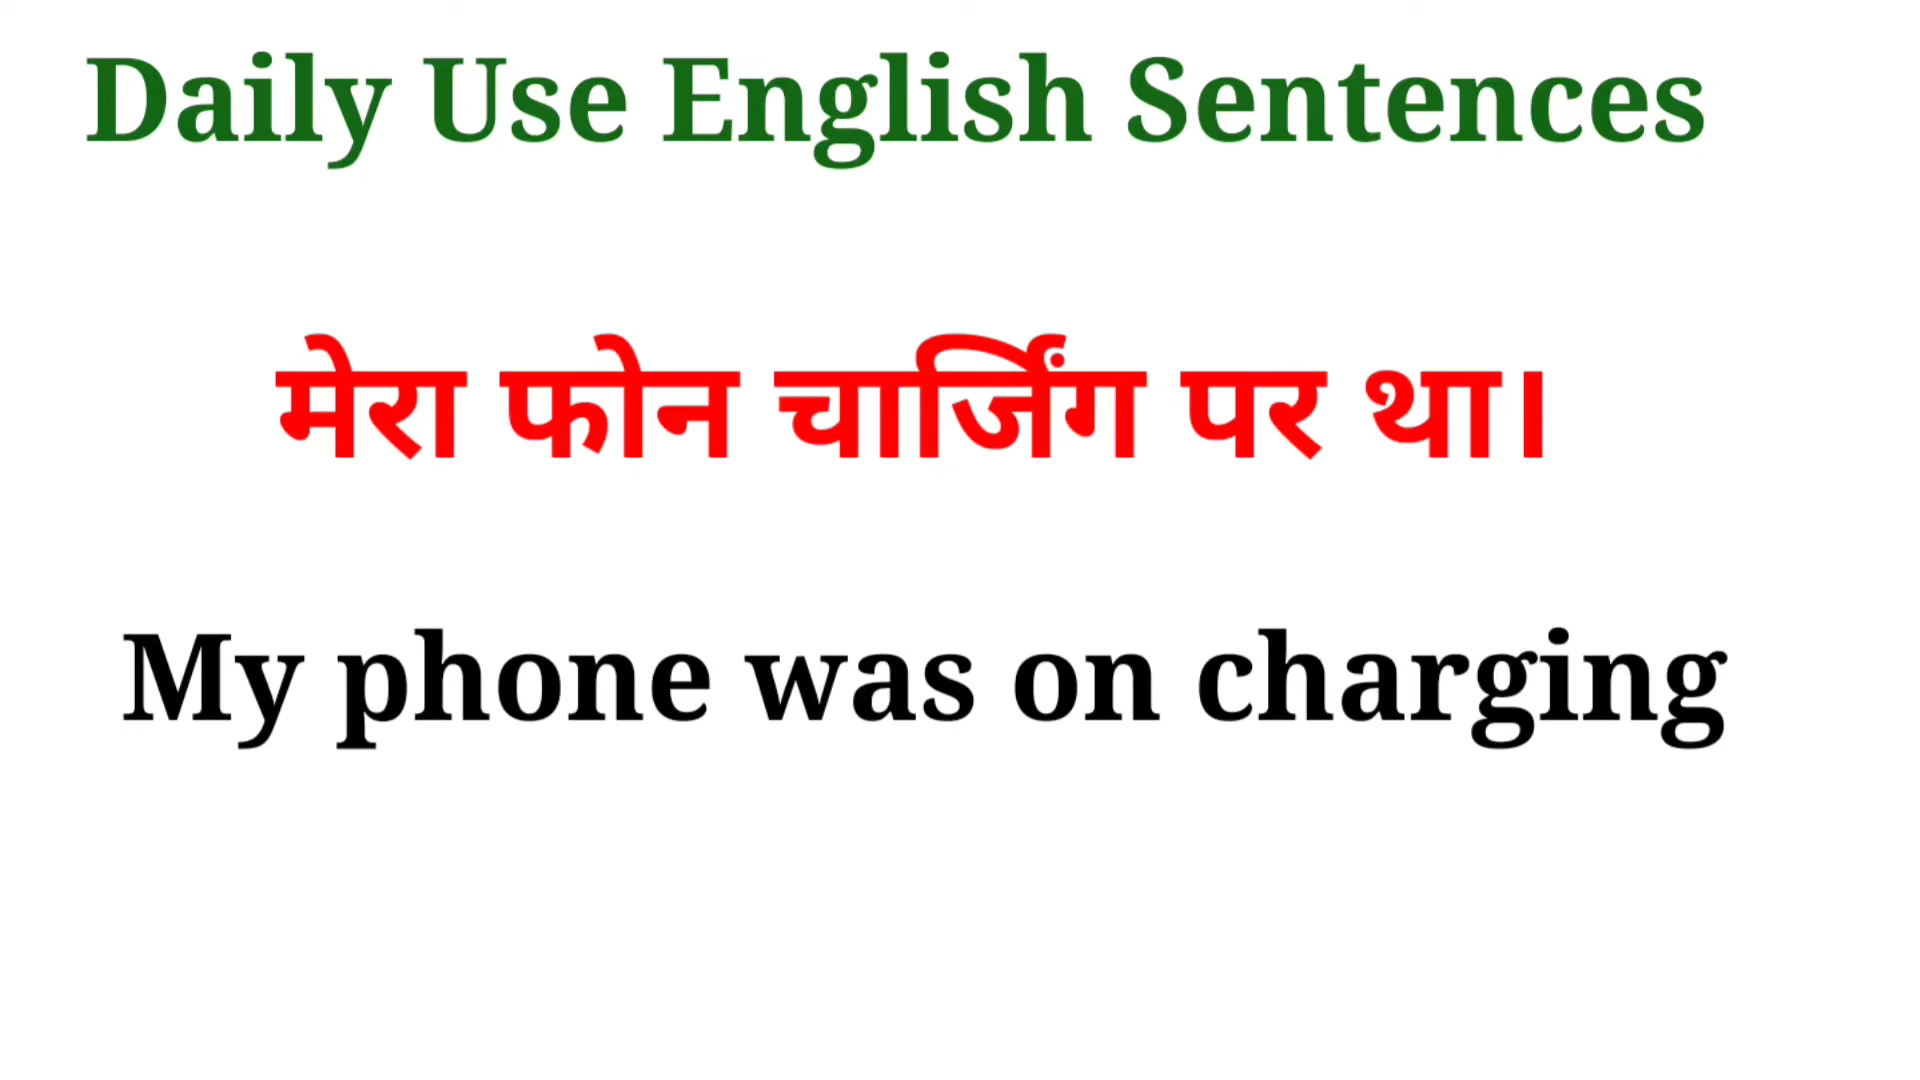 Daily Use English Sentences
मेरा फोन चार्जिंग पर था।
My phone was on charging